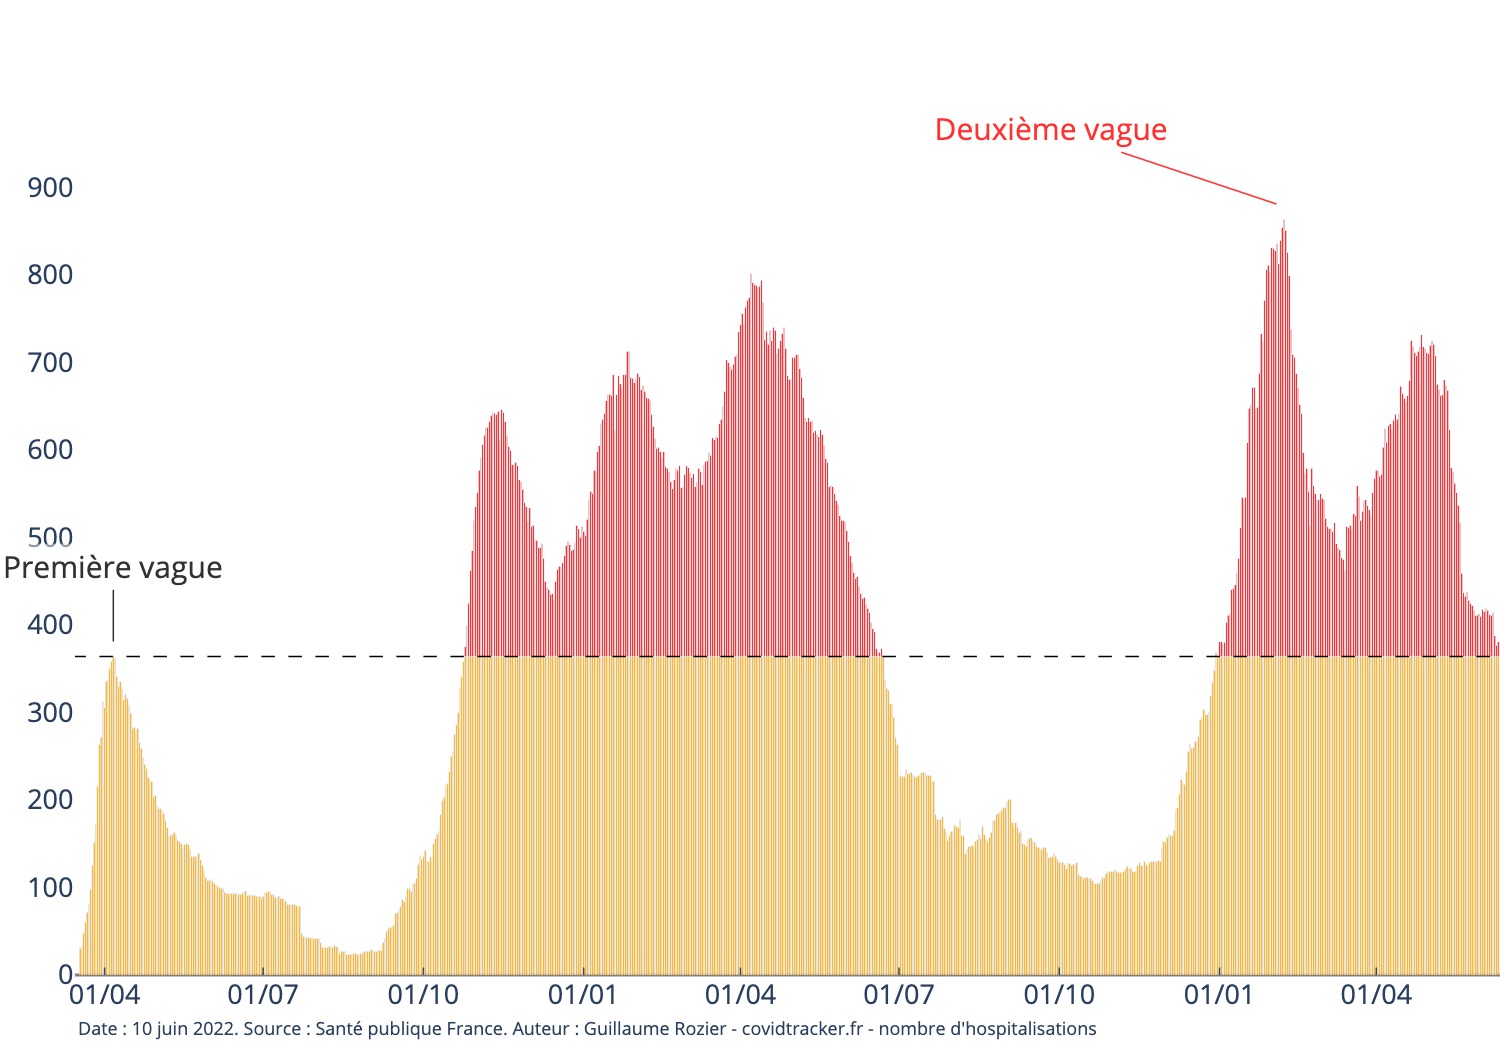 Deuxième vague
900
800
700
600
500
Première vague
400
300
200
100
0
01/04 01/07 01/10 01/01 01/04 01/07 01/10 01/01 01/04
Date : 10 juin 2022. Source : Santé publique France. Auteur : Guillaume Rozier - covidtracker.fr - nombre d'hospitalisations